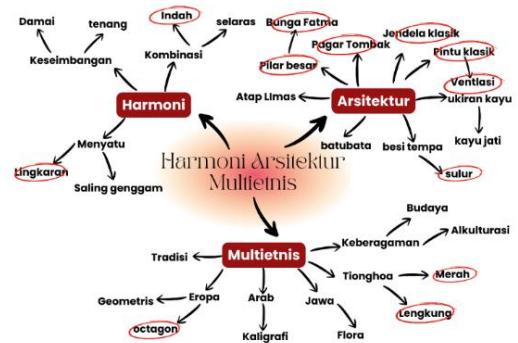 Damai
tenang
Indah
selaras
Keseimbangan
Kombinasi
Harmoni
Menyatu
Lingkaran
Saling genggam
Bunga Fatma
Pagar Tombak
Jendela klasik
Pintu klasik
Pilar besar
Ventlasi
Atap LImas
Arsitektur
ukiran kayu
batubata
besi tempa
kayu jati
sulur
Harmoni Arsitektur
Multietnis
Multietnis
Tradisi
Keberagaman
Budaya
Alkulturasi
Tionghoa
Merah
Lengkung
Geometris
Eropa
Arab
Jawa
octagon
Kaligrafi
Flora